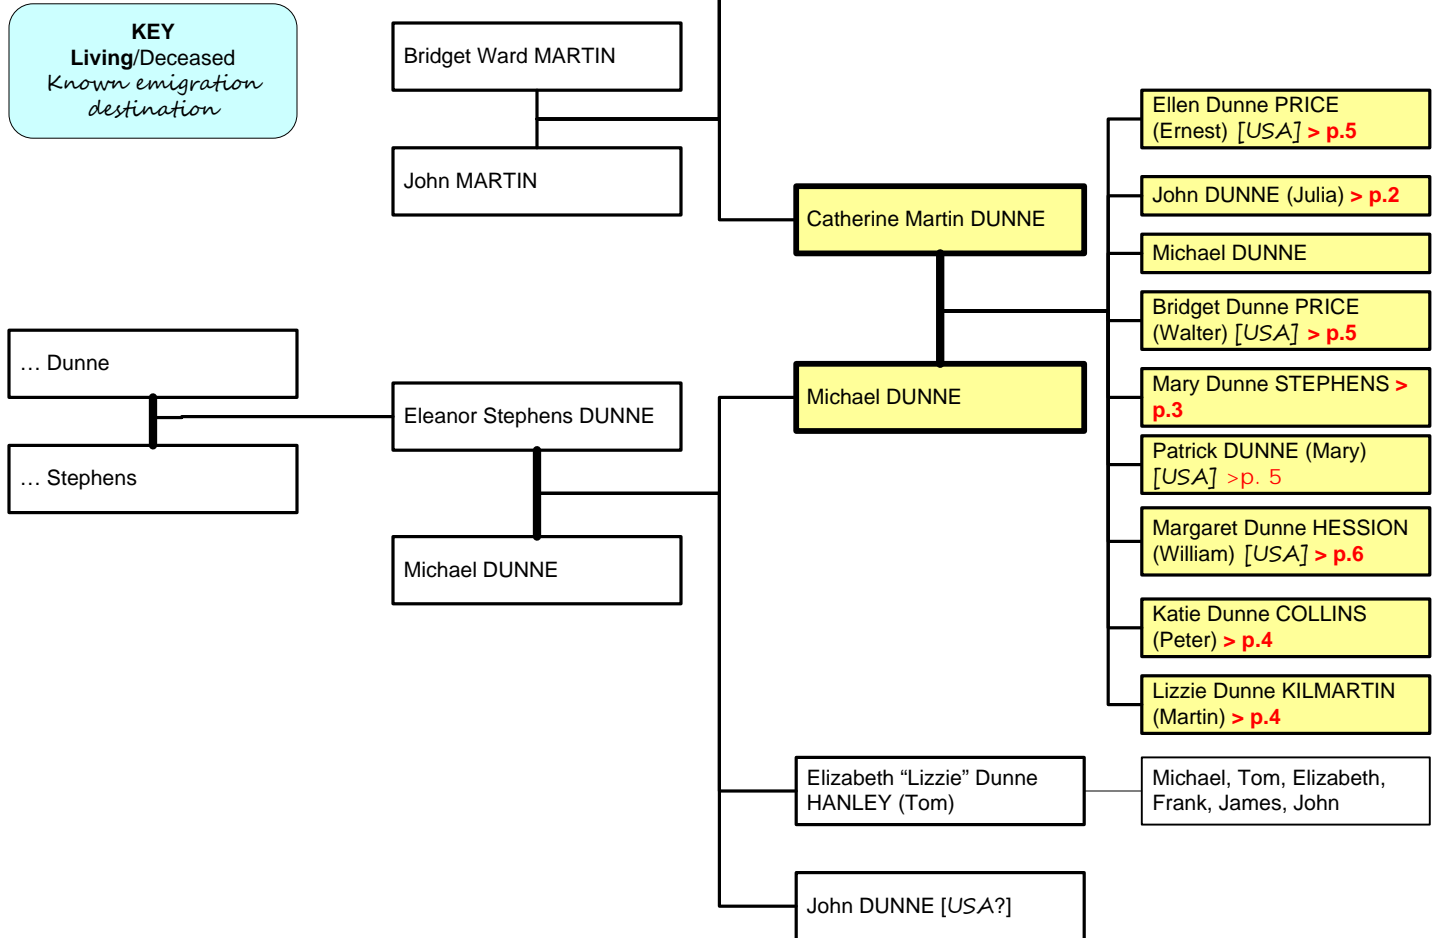 KEY
Living/Deceased
Known emigration
destination
Bridget Ward MARTIN
John MARTIN
… Dunne
… Stephens
Eleanor Stephens DUNNE
Michael DUNNE
Catherine Martin DUNNE
Michael DUNNE
Ellen Dunne PRICE
(Ernest) [USA] > p.5
John DUNNE (Julia) > p.2
Michael DUNNE
Bridget Dunne PRICE
(Walter) [USA] > p.5
Mary Dunne STEPHENS >
p.3
Patrick DUNNE (Mary)
[USA] >p. 5
Margaret Dunne HESSION
(William) [USA] > p.6
Katie Dunne COLLINS
(Peter) > p.4
Lizzie Dunne KILMARTIN
(Martin) > p.4
Elizabeth “Lizzie” Dunne
HANLEY (Tom)
Michael, Tom, Elizabeth,
Frank, James, John
John DUNNE [USA?]